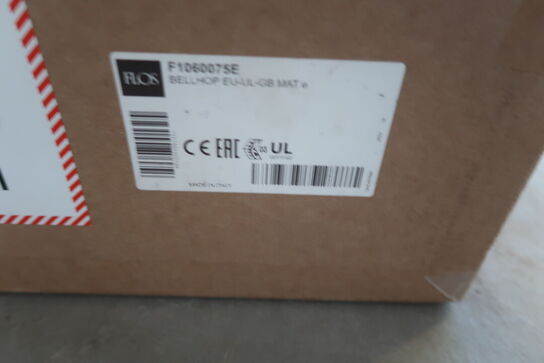 FLOS
F1060075E
BELLHOP EU-UL-GB MAT e
CE EAC UL
MADE IN ITALY